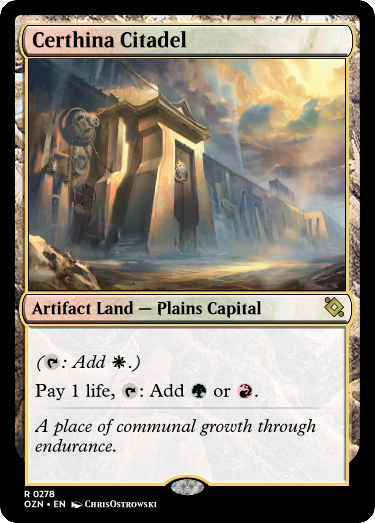 Certhina Citadel
Artifact Land — Plains Capital
(: Add .)
Pay 1 life, : Add or .
A place of communal growth through
endurance.
R 0278
OZN • EN ChrisOstrowski